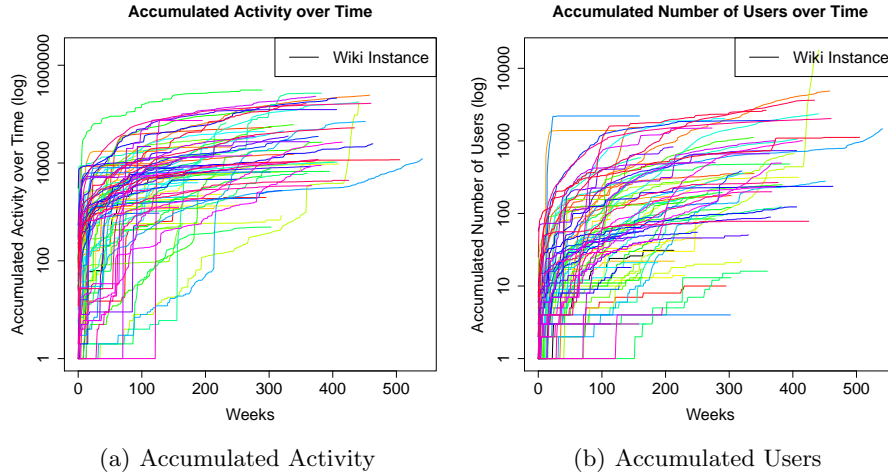 Accumulated Activity over Time
Accumulated Activity over Time (log)
1000000
10000
100
1
Wiki Instance
0 100 200 300 400 500
Weeks
(a) Accumulated Activity
Accumulated Number of Users over Time
Accumulated Number of Users (log)
10000
1000
100
10
1
Wiki Instance
0 100 200 300 400 500
Weeks
(b) Accumulated Users